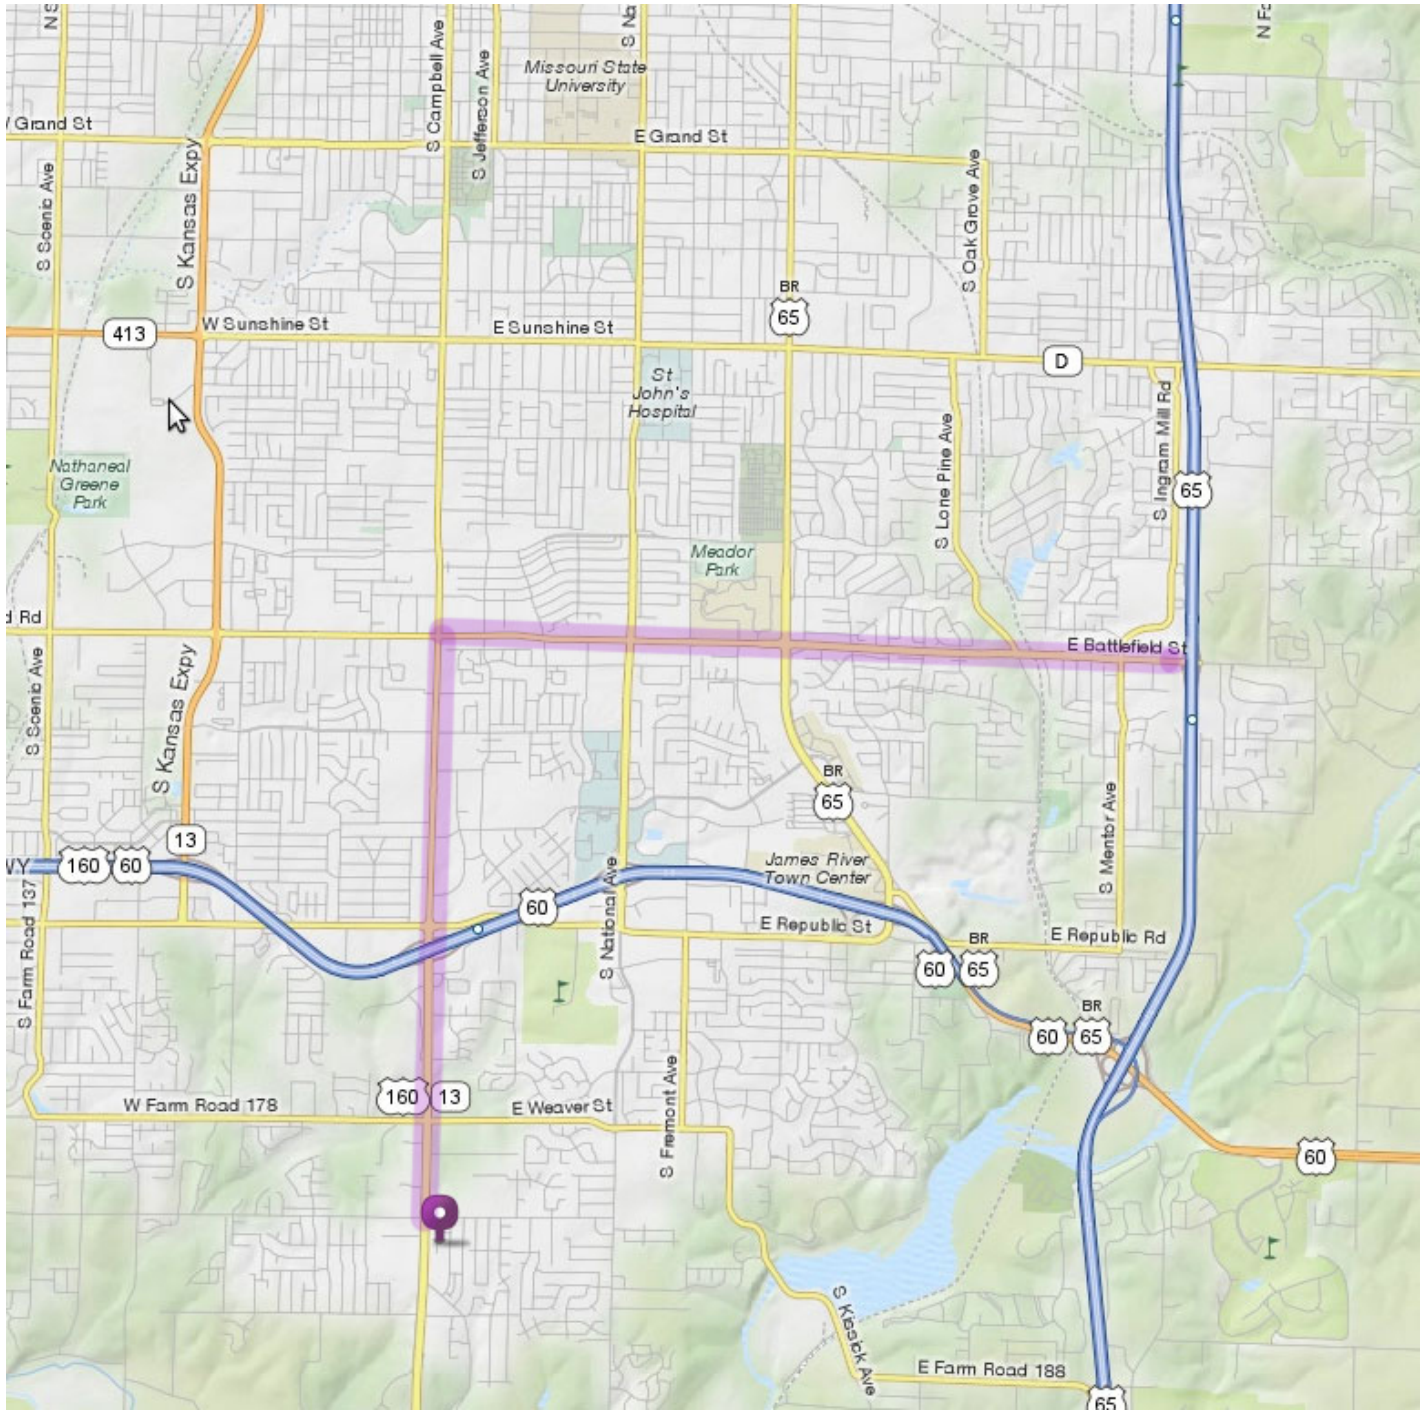 N S
S Campbell Ave
S Jefferson Ave
S Na
N Fo
Missouri State
University
/ Grand St
E Grand St
S Scenic Ave
S Kansas Expy
S Oak Grove Ave
BR
65
413
W Sunshine St
E Sunshine St
D
St
John's
Hospital
S Ingram Mill Rd
S Lone Pine Ave
Nathaneal
Greene
Park
65
Meador
Park
d Rd
E Battlefield St
S Scenic Ave
S Kansas Expy
BR
65
S Mentor Ave
13
WY
160
60
James River
Town Center
60
S Farm Road 137
S National Ave
E Republic St
E Republic Rd
BR
60
65
BR
60
65
160
13
W Farm Road 178
E Weaver St
S Fremont Ave
60
S Kissick Ave
E Farm Road 188
65